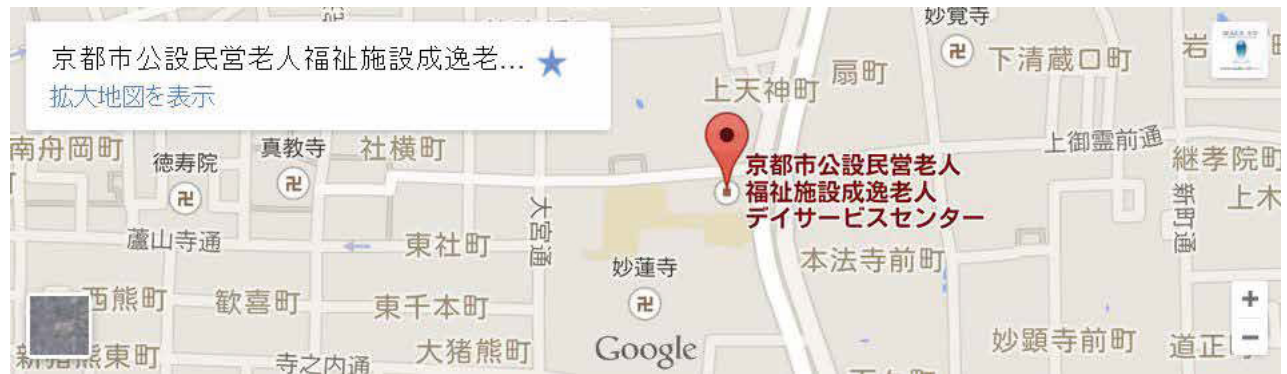 京都市公設民営老人福祉施設成逸老...
拡大地図を表示
妙覚寺
下清蔵口町
岩
扇町
上天神町
上御霊前通
南舟岡町
徳寿院
真教寺
社横町
継孝院町
京都市公設民営老人
福祉施設成逸老人
デイサービスセンター
新町通
上木
大宮通
蘆山寺通
東社町
本法寺前町
妙蓮寺
西熊町
歓喜町
東千本町
Google
妙顕寺前町
道正
寺之内通
大猪熊町
+
−